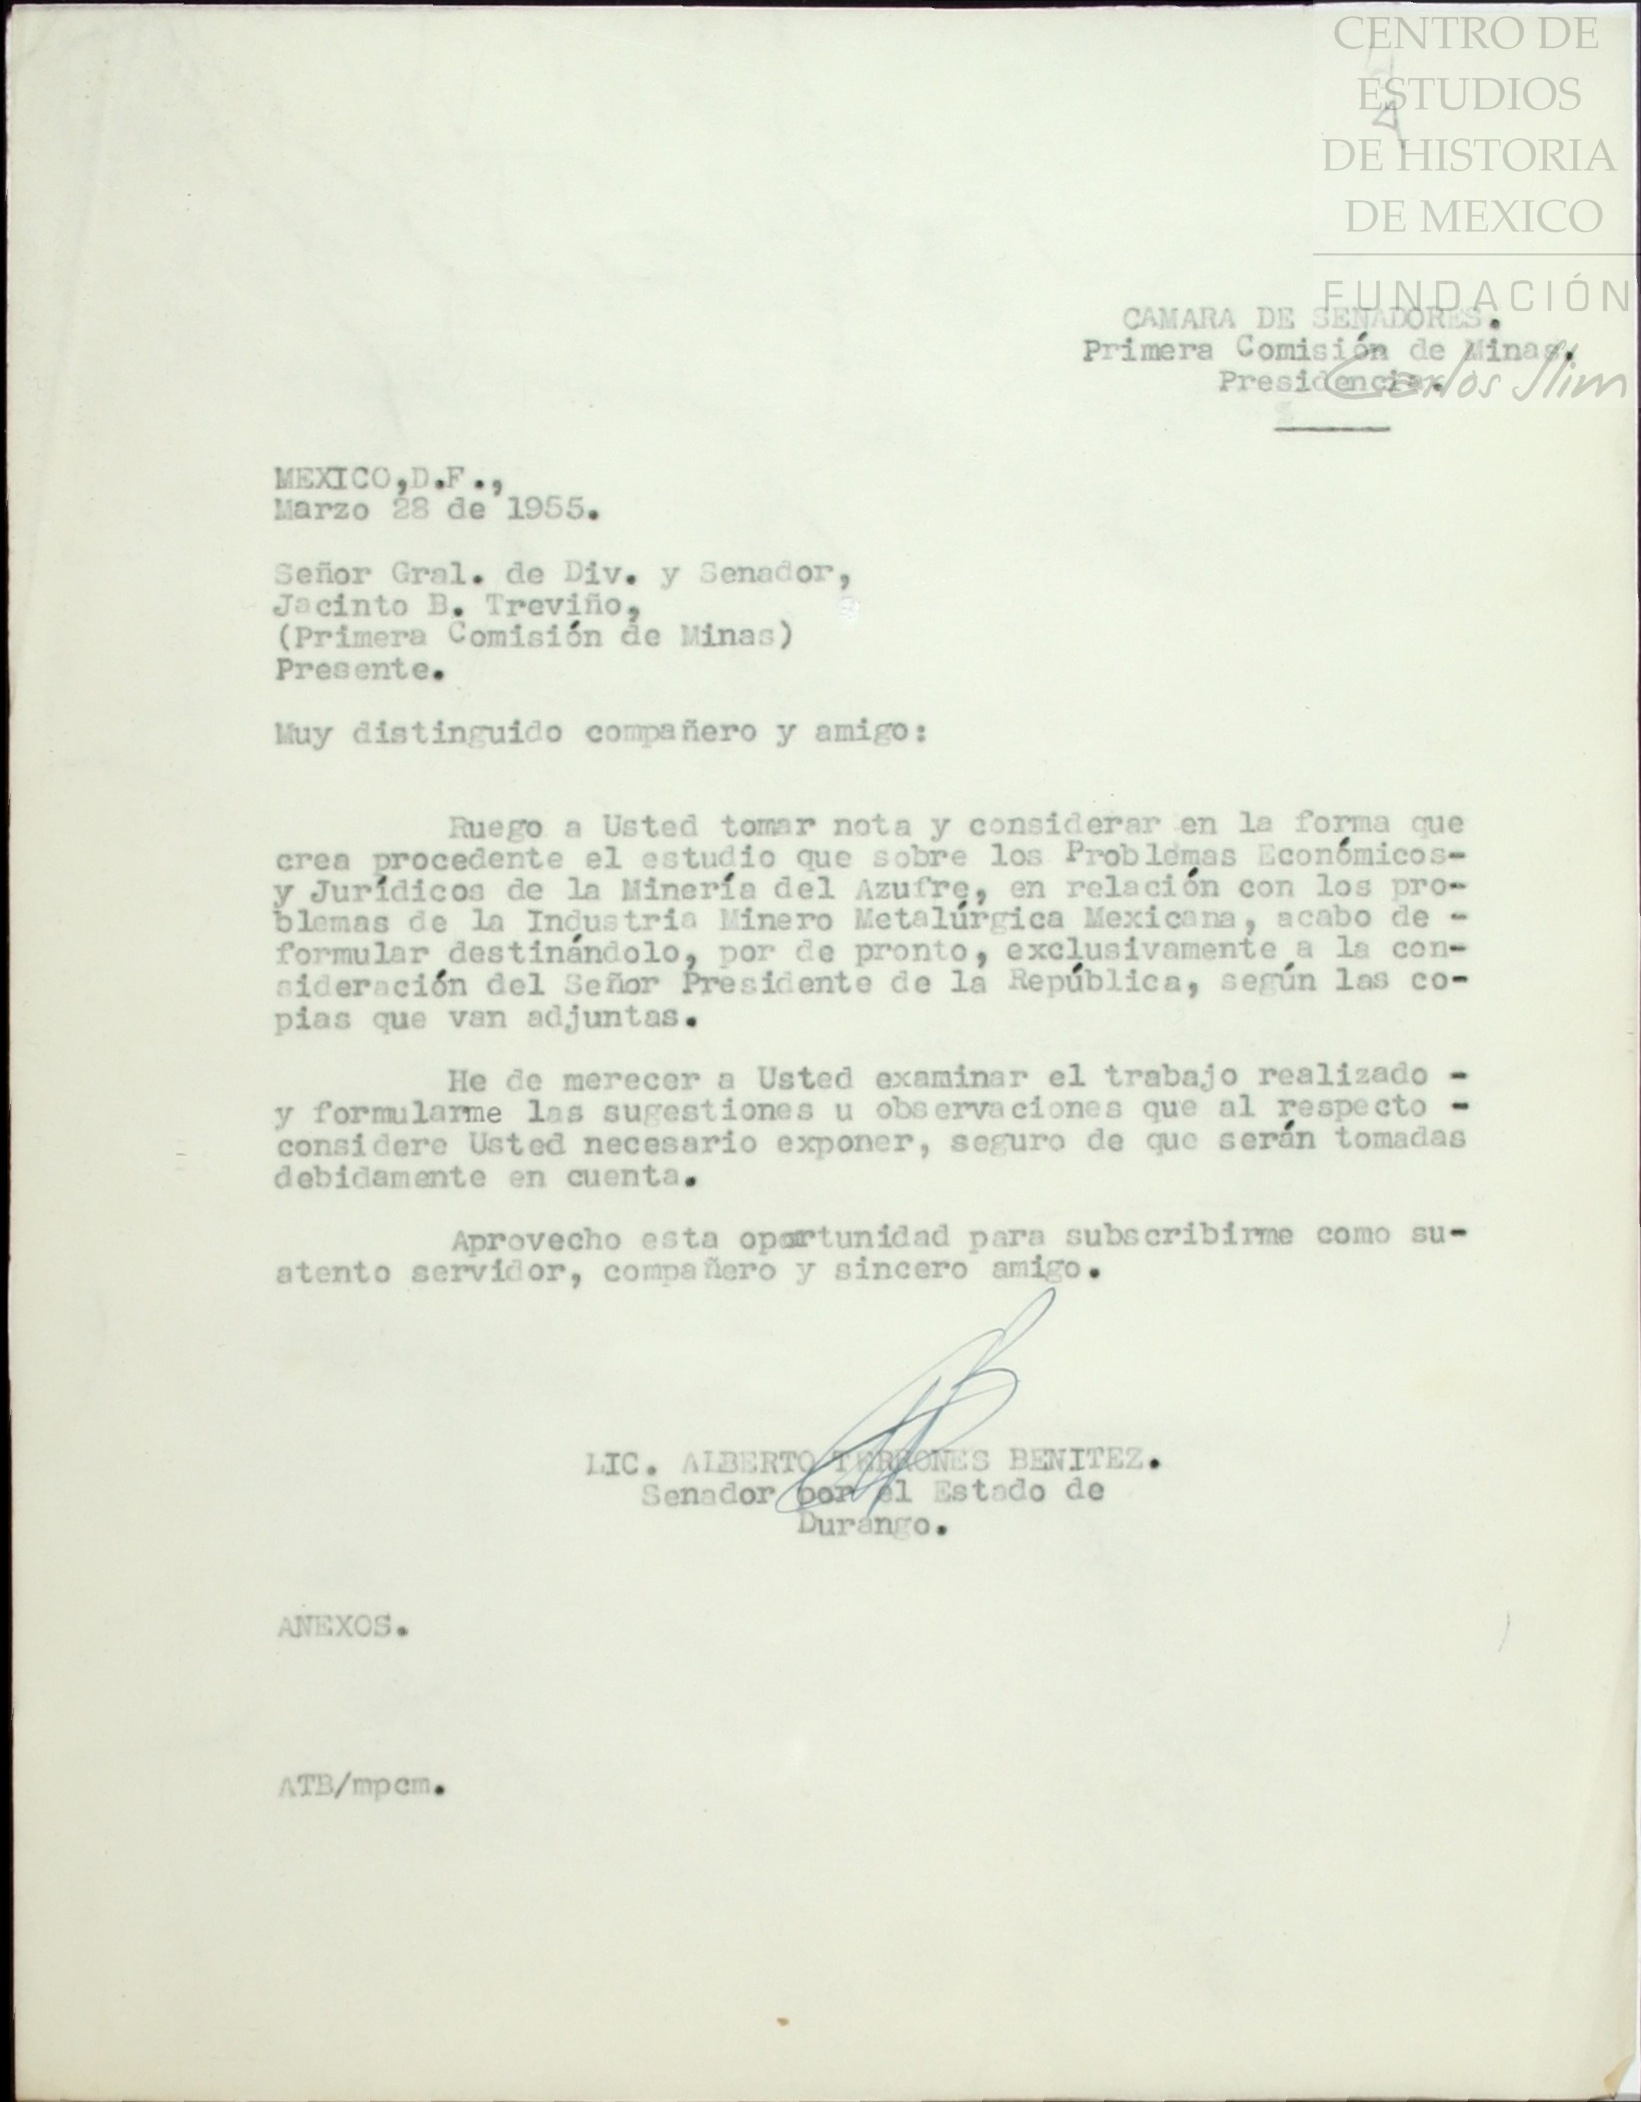 CENTRO DE
ESTUDIOS
DE HISTORIA
DE MEXICO
FUNDACIÓN
Carlos Slim
CAMARA DE SENADORES.
Primera Comisión de Minas.
Presidencia.
MEXICO,D.F.,
Marzo 28 de 1955.
Señor Gral. de Div. y Senador,
Jacinto B. Treviño,
(Primera Comisión de Minas)
Presente.
Muy distinguido compañero y amigo:
Ruego a Usted tomar nota y considerar en la forma que
crea procedente el estudio que sobre los Problemas Económicos-
y Jurídicos de la Minería del Azufre, en relación con los pro-
blemas de la Industria Minero Metalúrgica Mexicana, acabo de -
formular destinándolo, por de pronto, exclusivamente a la con-
sideración del Señor Presidente de la República, según las co-
pias que van adjuntas.
He de merecer a Usted examinar el trabajo realizado -
y formularme las sugestiones u observaciones que al respecto -
considere Usted necesario exponer, seguro de que serán tomadas
debidamente en cuenta.
Aprovecho esta oportunidad para subscribirme como su-
atento servidor, compañero y sincero amigo.
LIC. ALBERTO TERRONES BENITEZ.
Senador por el Estado de
Durango.
ANEXOS.
ATB/mpcm.